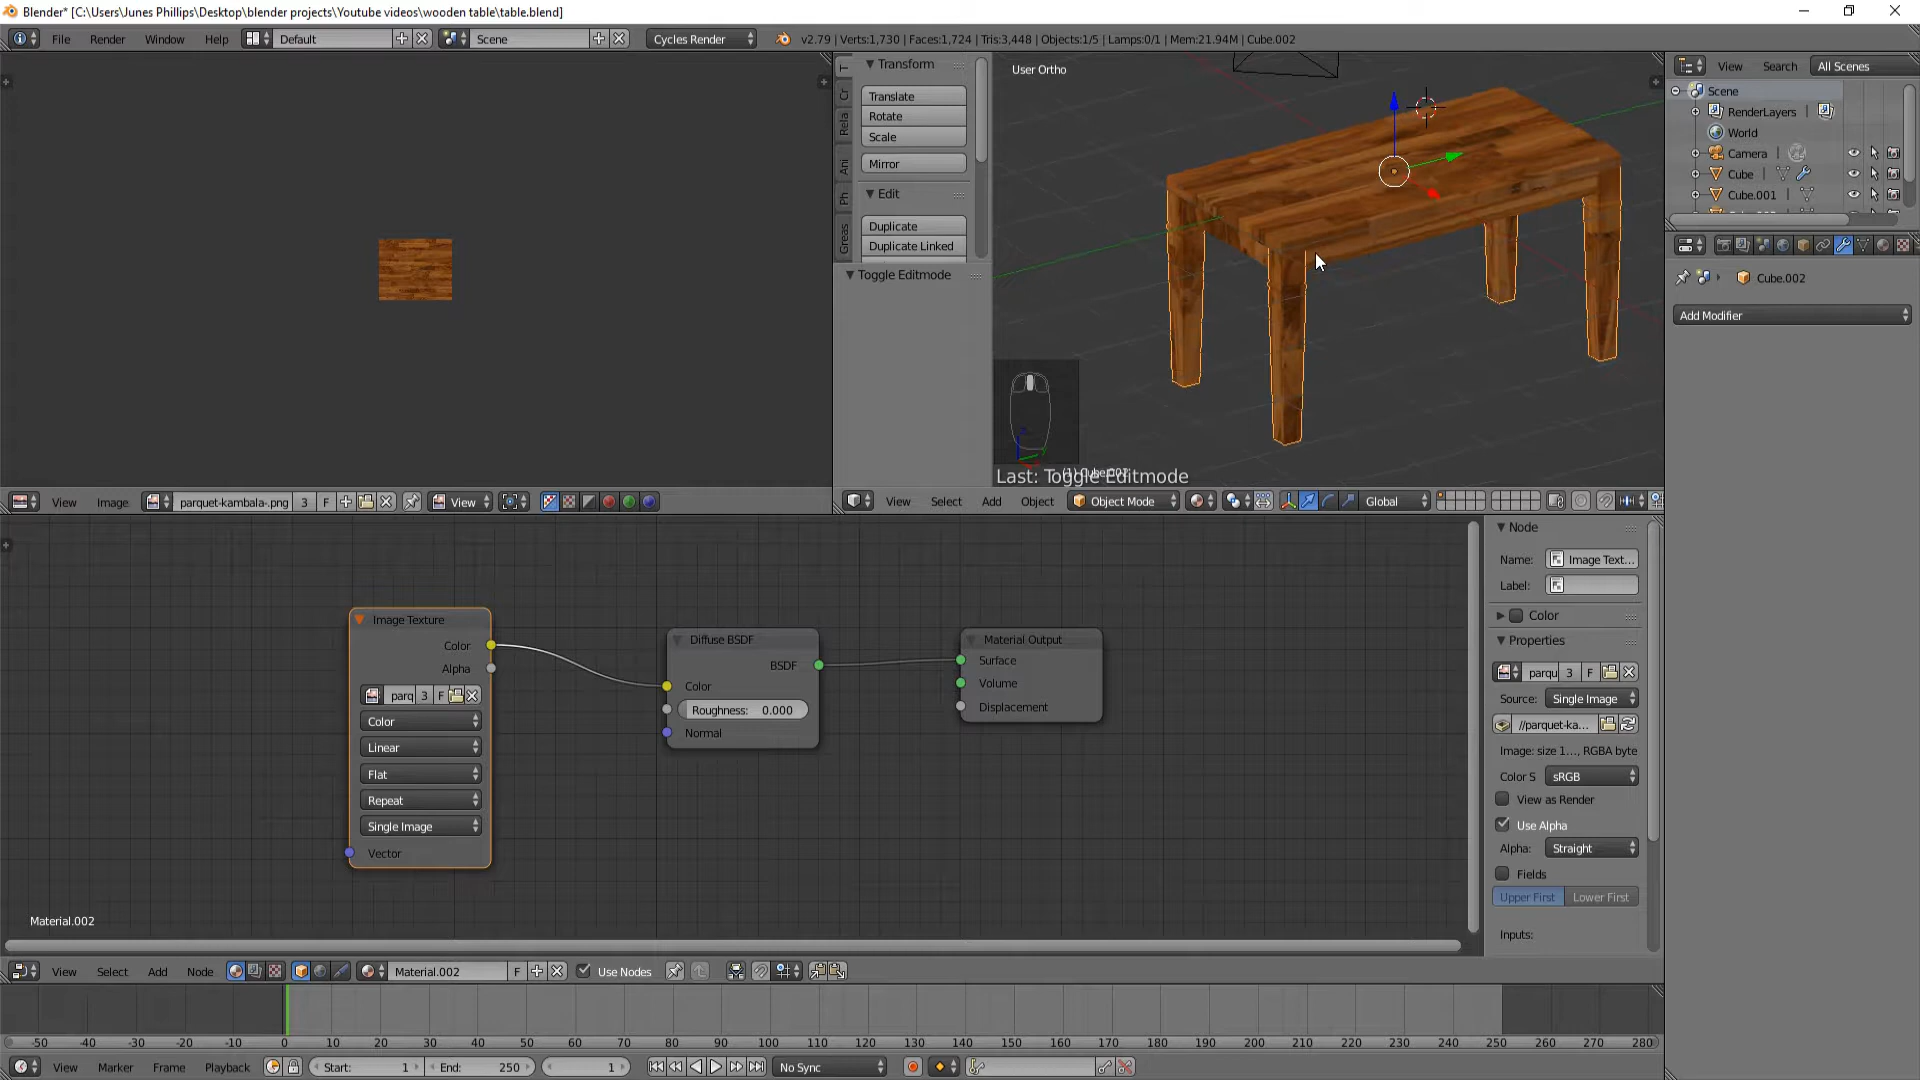 Blender* [C:\Users\Junes Phillips\Desktop\blender projects\Youtube videos\wooden table\table.blend]
File Render Window Help Default Scene Cycles Render v2.79 | Verts:1,730 | Faces:1,724 | Tris:3,448 | Objects:1/5 | Lamps:0/1 | Mem:21.94M | Cube.002
T
Cr
Rela
Ani
Ph
Greas
Transform
Translate
Rotate
Scale
Mirror
Edit
Duplicate
Duplicate Linked
Toggle Editmode
User Ortho
Last: Toggle Editmode
(1) Cube.002
View Search All Scenes
Scene
RenderLayers
World
Camera
Cube
Cube.001
Cube.002
Add Modifier
View Image parquet-kambala-.png 3 F View
View Select Add Object Object Mode Global
Image Texture
Color
Alpha
parq 3 F
Color
Linear
Flat
Repeat
Single Image
Vector
Diffuse BSDF
BSDF
Color
Roughness: 0.000
Normal
Material Output
Surface
Volume
Displacement
Material.002
Node
Name: Image Text...
Label:
Color
Properties
parqu 3 F
Source: Single Image
//parquet-ka...
Image: size 1..., RGBA byte
Color S sRGB
View as Render
Use Alpha
Alpha: Straight
Fields
Upper First Lower First
Inputs:
View Select Add Node Material.002 F Use Nodes
-50 -40 -30 -20 -10 0 10 20 30 40 50 60 70 80 90 100 110 120 130 140 150 160 170 180 190 200 210 220 230 240 250 260 270 280
View Marker Frame Playback Start: 1 End: 250 1 No Sync